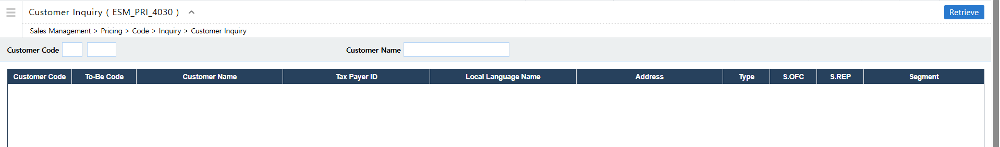 Customer Inquiry ( ESM_PRI_4030 )
Retrieve
Sales Management > Pricing > Code > Inquiry > Customer Inquiry
Customer Code Customer Name
Customer Code To-Be Code Customer Name Tax Payer ID Local Language Name Address Type S.OFC S.REP Segment